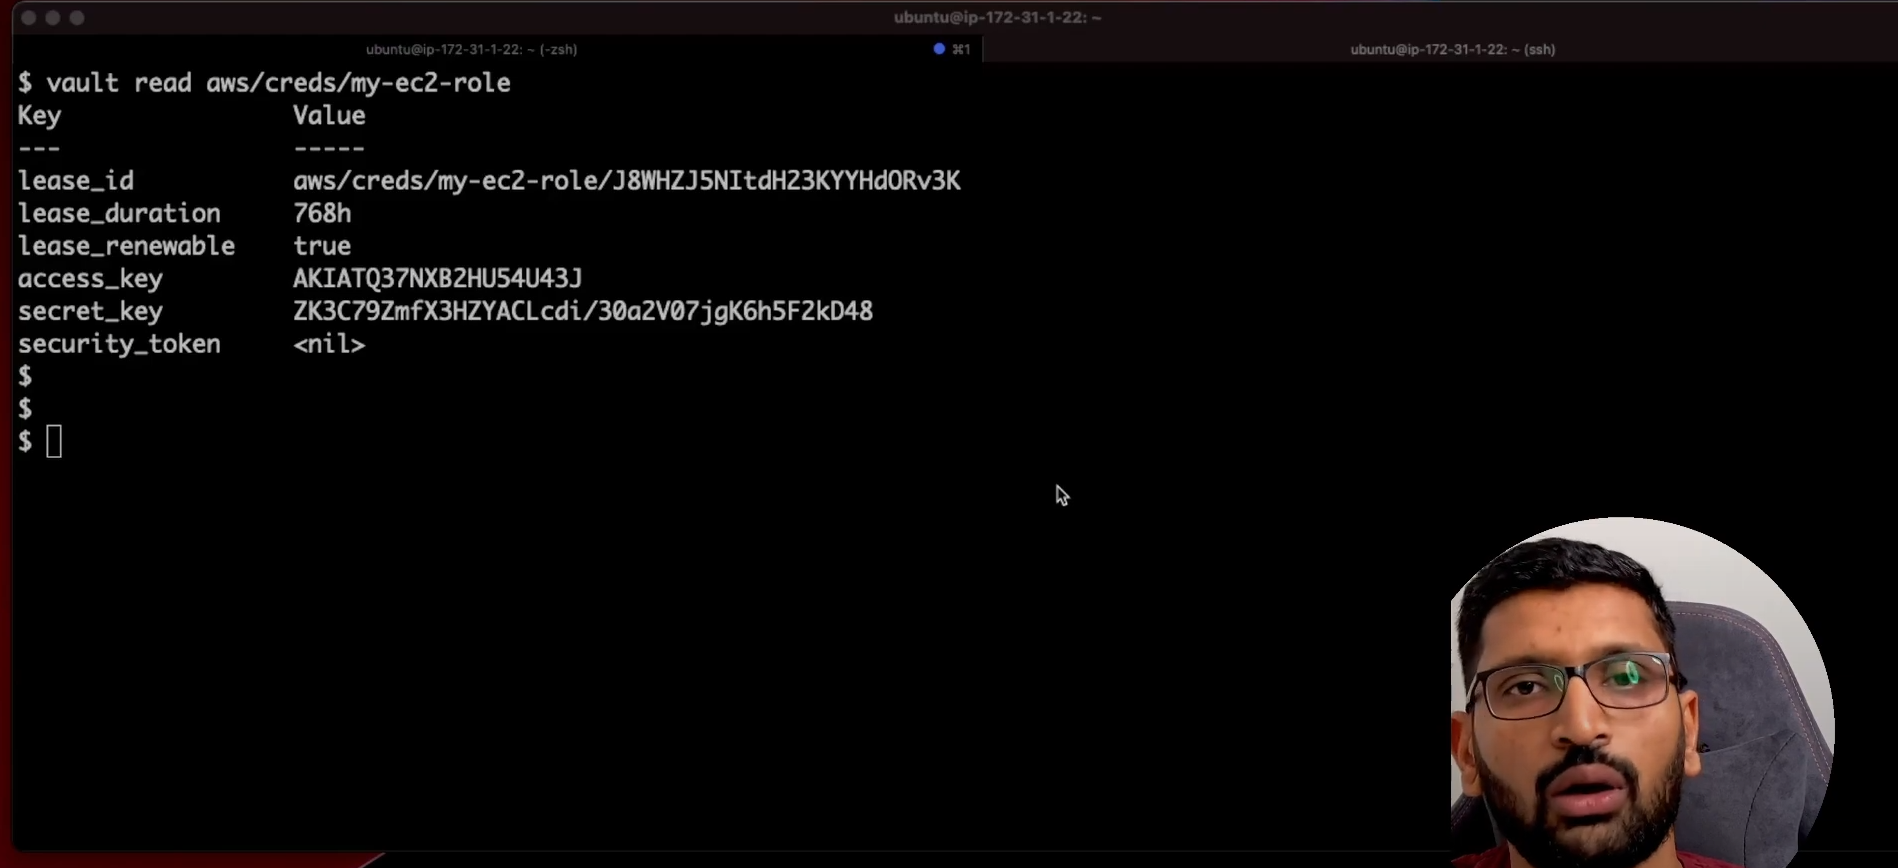 ubuntu@ip-172-31-1-22: ~
ubuntu@ip-172-31-1-22: ~ (-zsh) ⌘1 ubuntu@ip-172-31-1-22: ~ (ssh)
$ vault read aws/creds/my-ec2-role
Key Value
--- -----
lease_id aws/creds/my-ec2-role/J8WHZJ5NItdH23KYYHdORv3K
lease_duration 768h
lease_renewable true
access_key AKIATQ37NXB2HU54U43J
secret_key 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
security_token <nil>
$
$
$